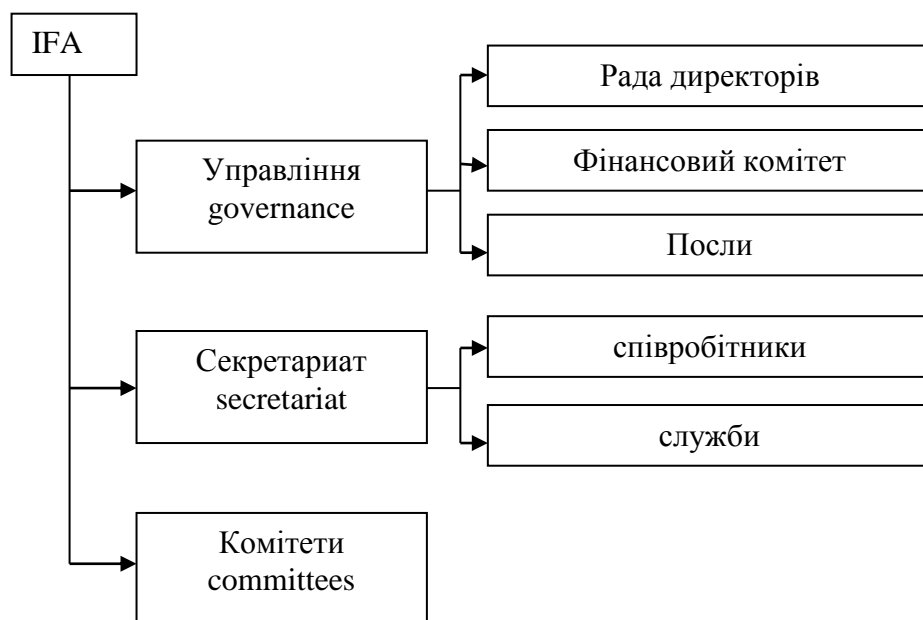 IFA
Управління
governance
Рада директорів
Фінансовий комітет
Посли
Секретариат
secretariat
співробітники
служби
Комітети
committees